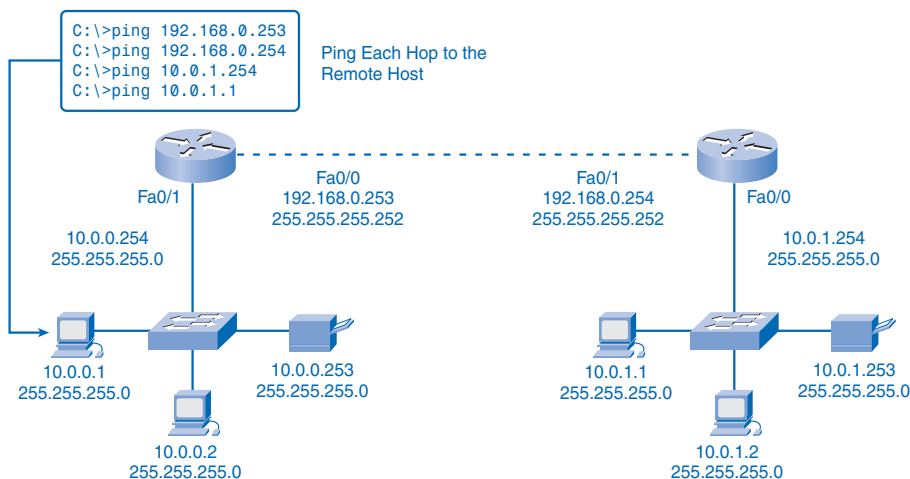 C:\>ping 192.168.0.253
C:\>ping 192.168.0.254
C:\>ping 10.0.1.254
C:\>ping 10.0.1.1
Ping Each Hop to the
Remote Host
Fa0/1
Fa0/0
192.168.0.253
255.255.255.252
Fa0/1
192.168.0.254
255.255.255.252
Fa0/0
10.0.0.254
255.255.255.0
10.0.1.254
255.255.255.0
10.0.0.1
255.255.255.0
10.0.0.253
255.255.255.0
10.0.0.2
255.255.255.0
10.0.1.1
255.255.255.0
10.0.1.253
255.255.255.0
10.0.1.2
255.255.255.0